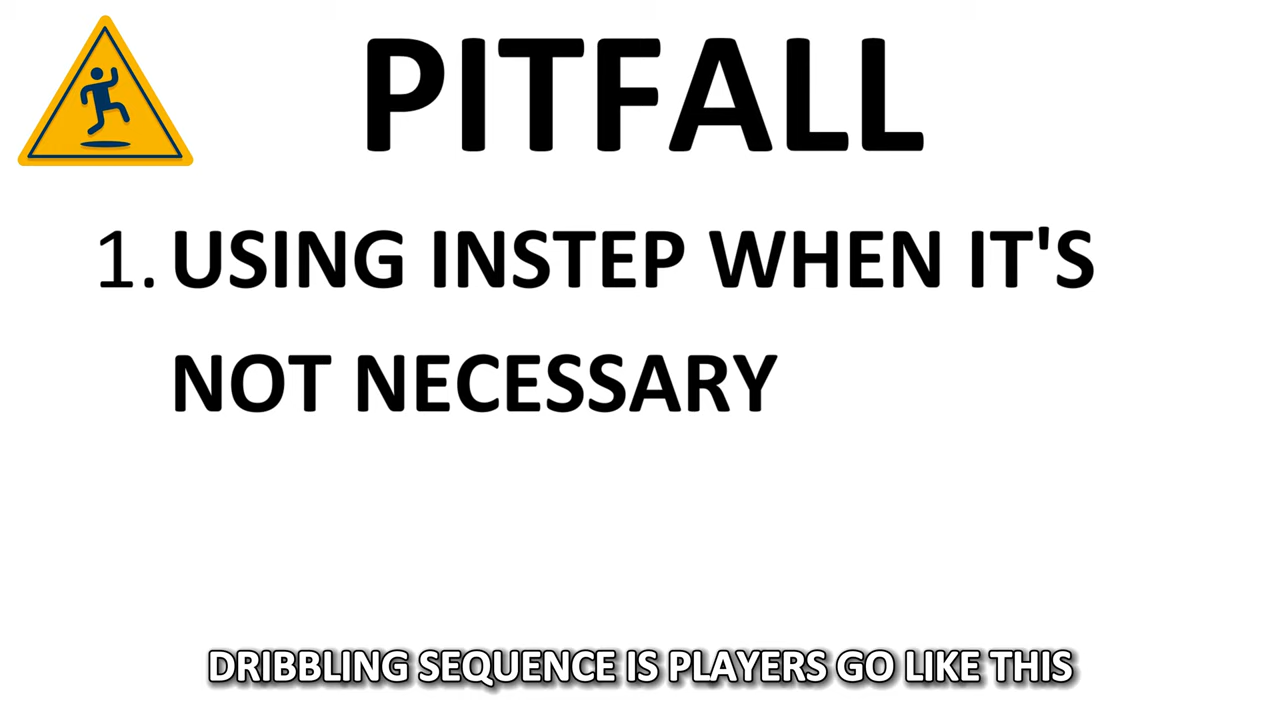 PITFALL
1. USING INSTEP WHEN IT'S
NOT NECESSARY
DRIBBLING SEQUENCE IS PLAYERS GO LIKE THIS